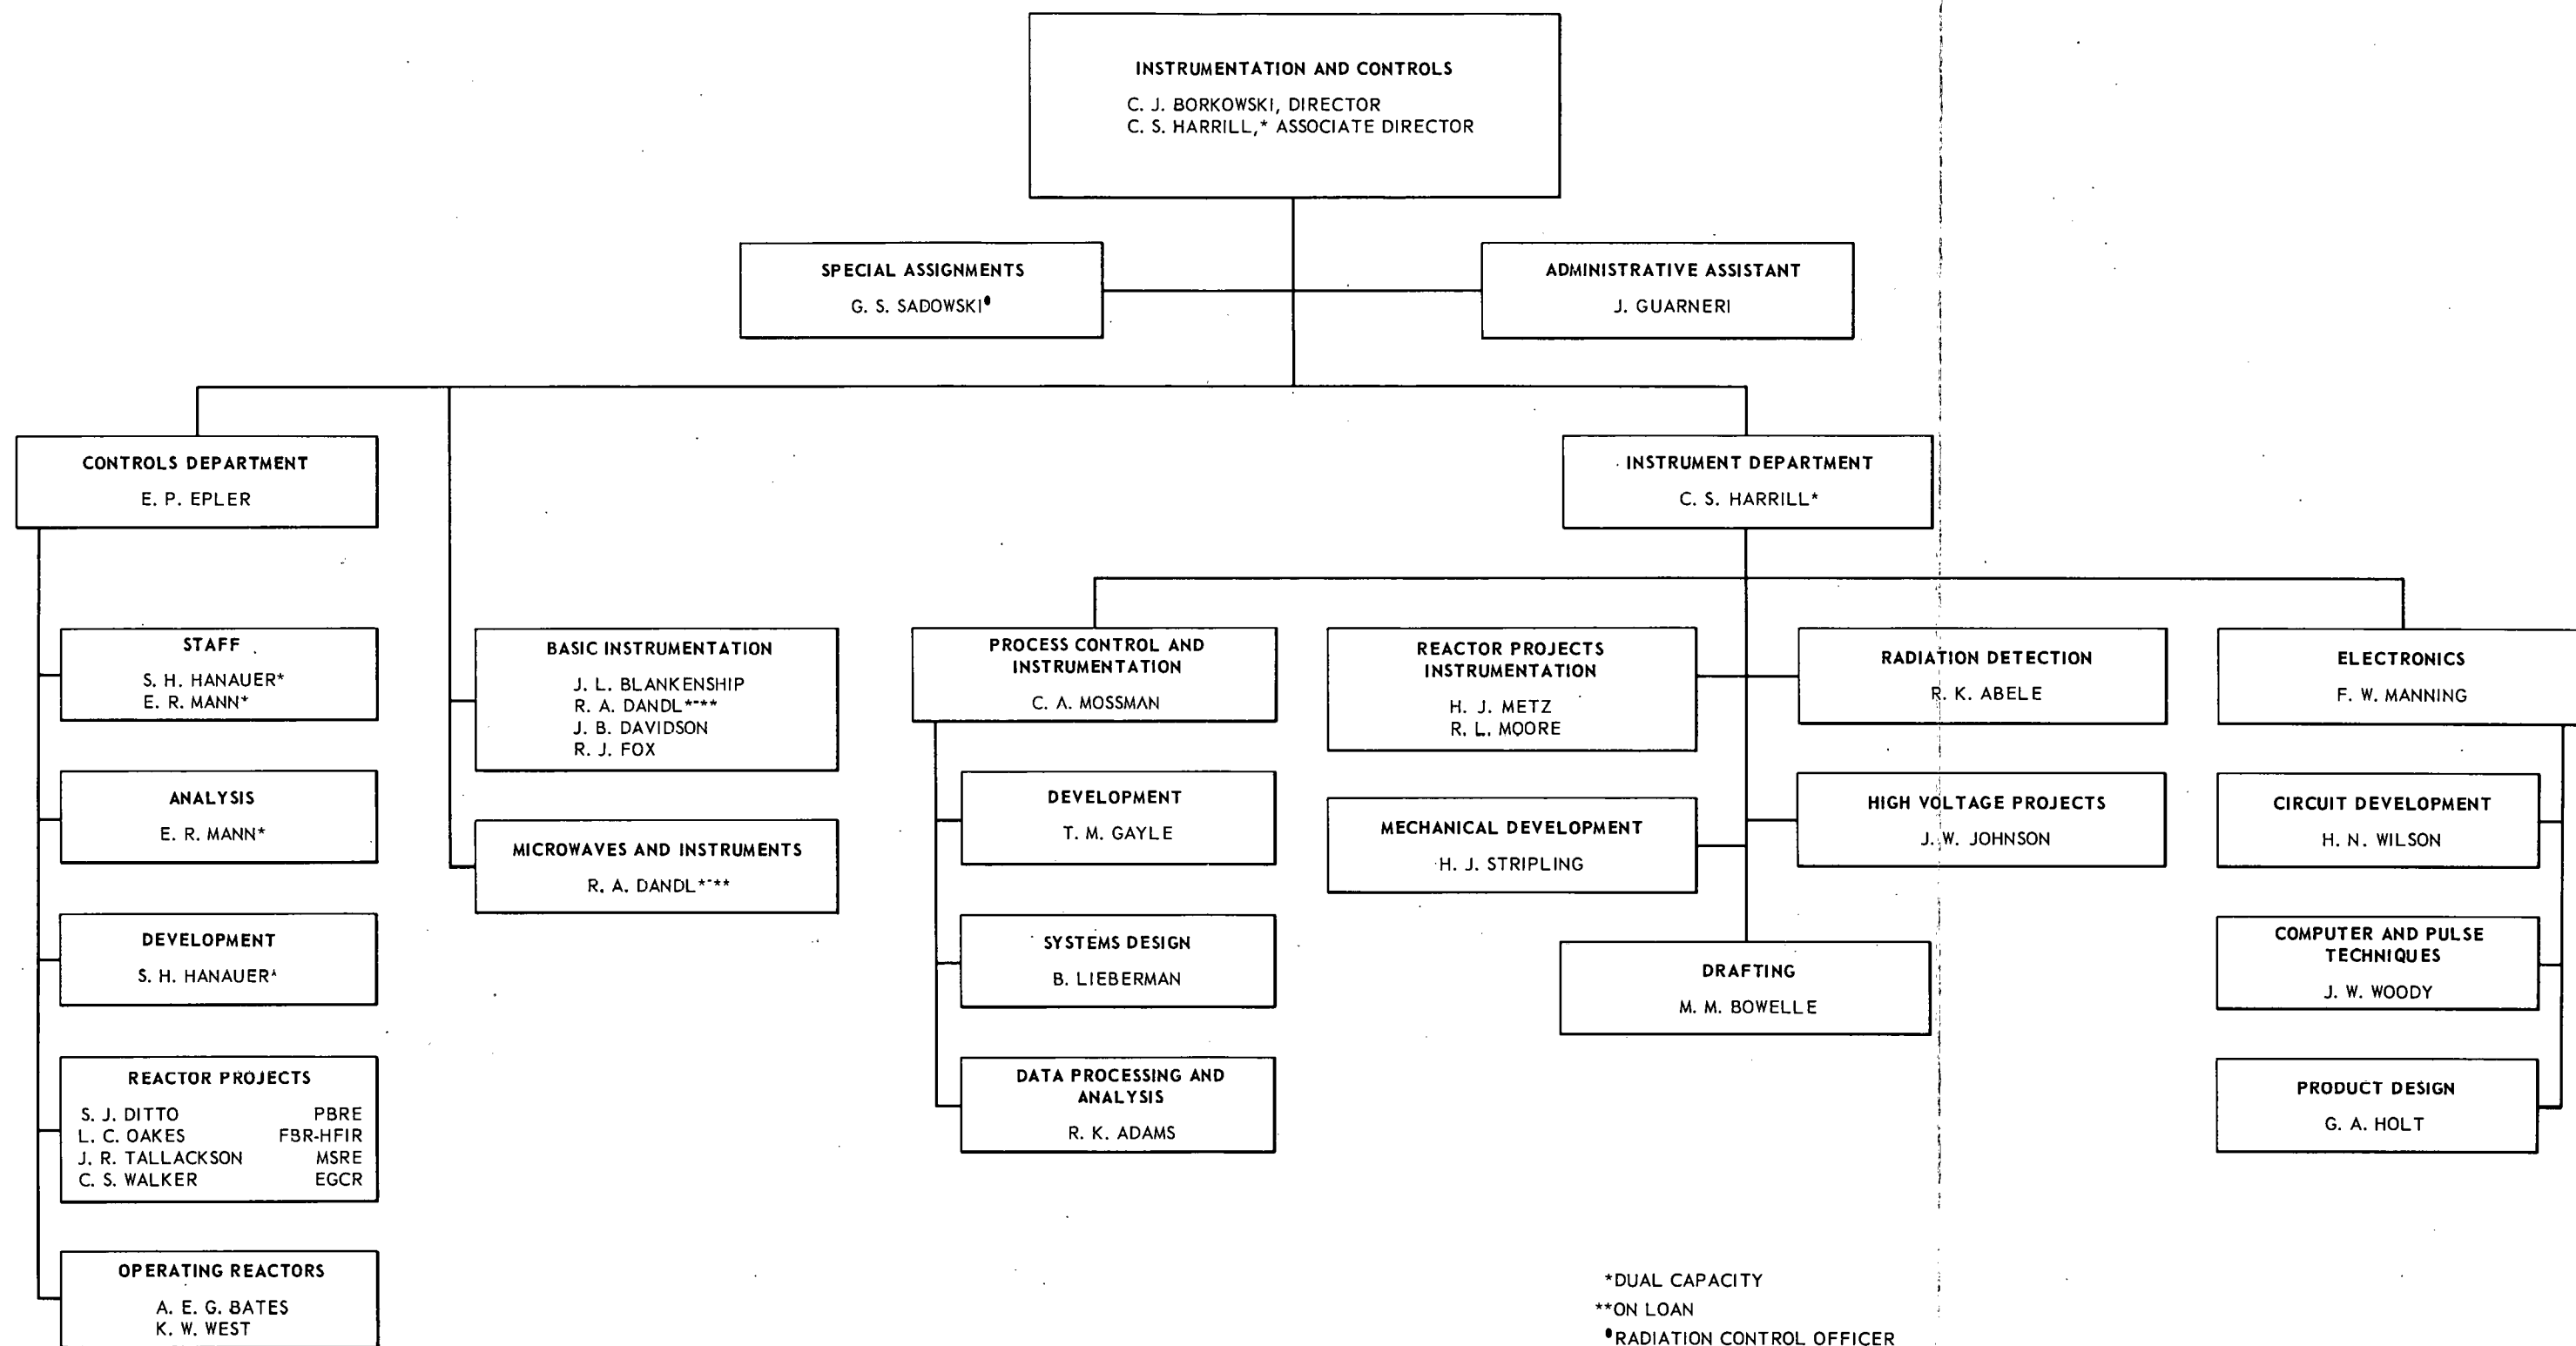 INSTRUMENTATION AND CONTROLS
C. J. BORKOWSKI, DIRECTOR
C. S. HARRILL,* ASSOCIATE DIRECTOR
SPECIAL ASSIGNMENTS
G. S. SADOWSKI•
ADMINISTRATIVE ASSISTANT
J. GUARNERI
CONTROLS DEPARTMENT
E. P. EPLER
INSTRUMENT DEPARTMENT
C. S. HARRILL*
STAFF
S. H. HANAUER*
E. R. MANN*
ANALYSIS
E. R. MANN*
DEVELOPMENT
S. H. HANAUER*
REACTOR PROJECTS
S. J. DITTO PBRE
L. C. OAKES FBR-HFIR
J. R. TALLACKSON MSRE
C. S. WALKER EGCR
OPERATING REACTORS
A. E. G. BATES
K. W. WEST
BASIC INSTRUMENTATION
J. L. BLANKENSHIP
R. A. DANDL*-**
J. B. DAVIDSON
R. J. FOX
MICROWAVES AND INSTRUMENTS
R. A. DANDL*-**
PROCESS CONTROL AND
INSTRUMENTATION
C. A. MOSSMAN
DEVELOPMENT
T. M. GAYLE
SYSTEMS DESIGN
B. LIEBERMAN
DATA PROCESSING AND
ANALYSIS
R. K. ADAMS
REACTOR PROJECTS
INSTRUMENTATION
H. J. METZ
R. L. MOORE
MECHANICAL DEVELOPMENT
H. J. STRIPLING
RADIATION DETECTION
R. K. ABELE
HIGH VOLTAGE PROJECTS
J. W. JOHNSON
DRAFTING
M. M. BOWELLE
ELECTRONICS
F. W. MANNING
CIRCUIT DEVELOPMENT
H. N. WILSON
COMPUTER AND PULSE
TECHNIQUES
J. W. WOODY
PRODUCT DESIGN
G. A. HOLT
*DUAL CAPACITY
**ON LOAN
•RADIATION CONTROL OFFICER